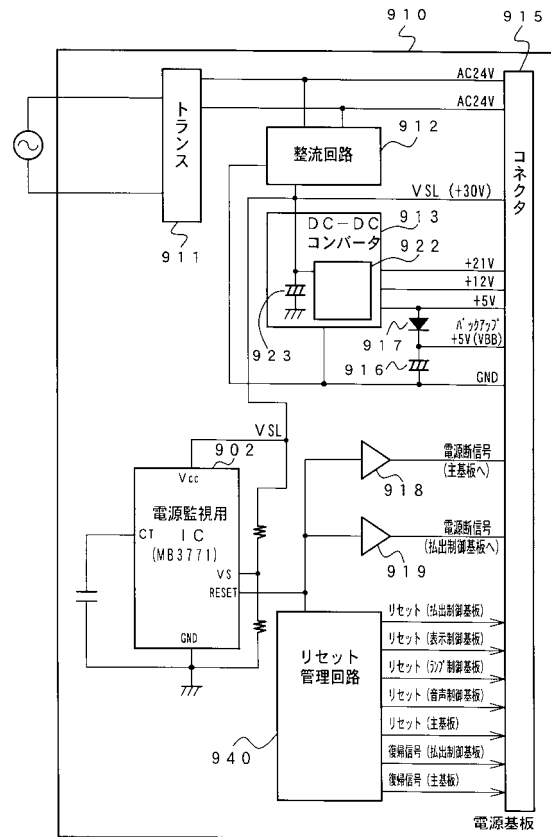 915
910
AC24V
AC24V
トランス
911
整流回路
912
コネクタ
VSL (+30V)
DC-DC
コンバータ
913
922
923
+21V
+12V
+5V
917
バックアップ
+5V(VBB)
916
GND
VSL
902
Vcc
電源監視用
IC
(MB3771)
CT
VS
RESET
GND
918
電源断信号
(主基板へ)
919
電源断信号
(払出制御基板へ)
リセット
管理回路
940
リセット(払出制御基板)
リセット(表示制御基板)
リセット(ランプ制御基板)
リセット(音声制御基板)
リセット(主基板)
復帰信号(払出制御基板)
復帰信号(主基板)
電源基板